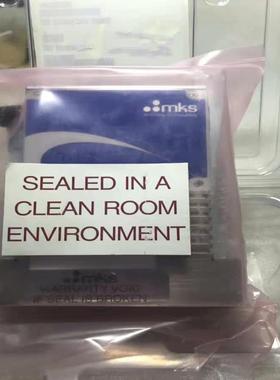 mks
SEALED IN A
CLEAN ROOM
ENVIRONMENT
mks
WARRANTY VOID
IF SEAL IS BROKEN